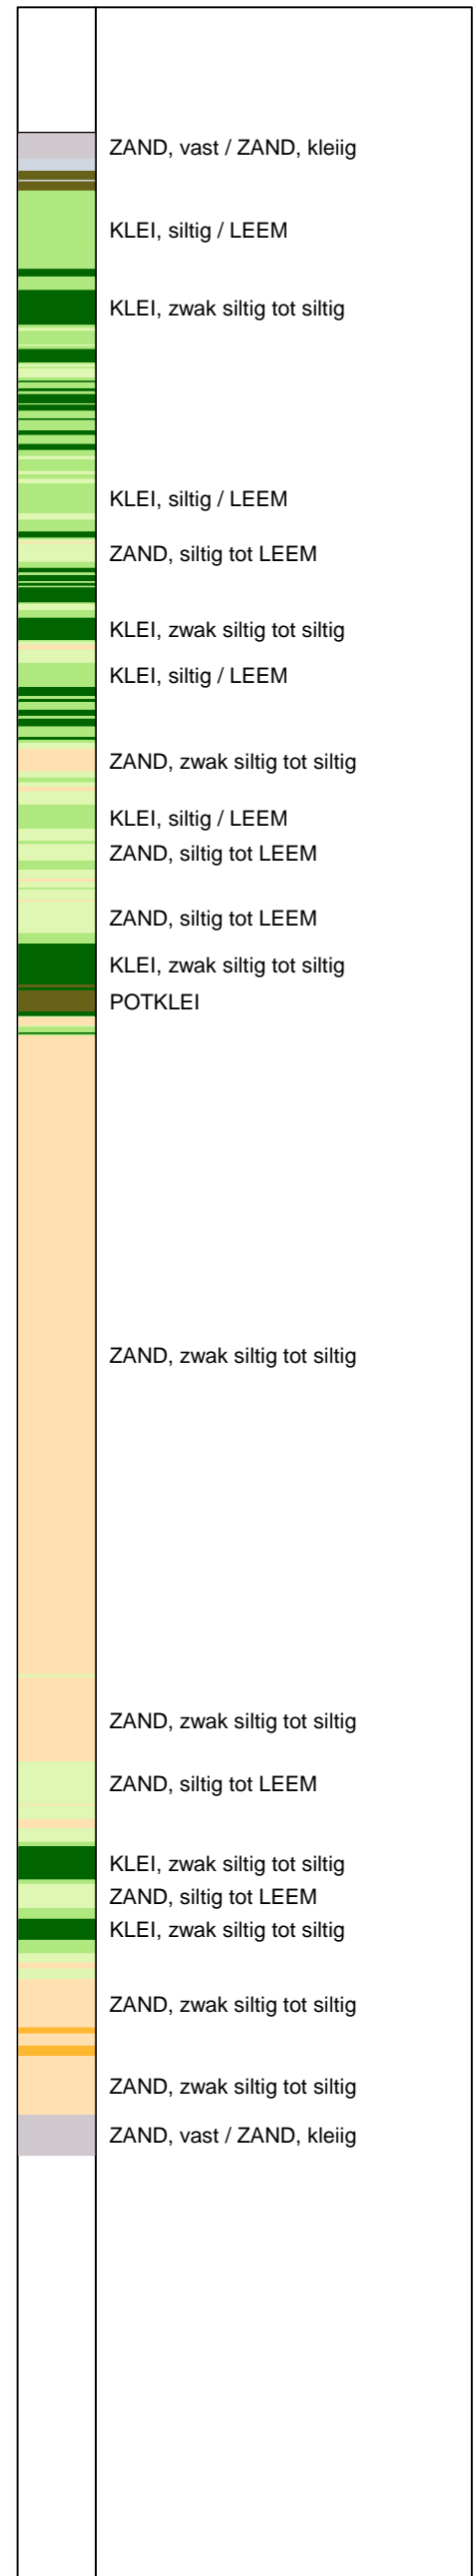 ZAND, vast / ZAND, kleiig
KLEI, siltig / LEEM
KLEI, zwak siltig tot siltig
KLEI, siltig / LEEM
ZAND, siltig tot LEEM
KLEI, zwak siltig tot siltig
KLEI, siltig / LEEM
ZAND, zwak siltig tot siltig
KLEI, siltig / LEEM
ZAND, siltig tot LEEM
ZAND, siltig tot LEEM
KLEI, zwak siltig tot siltig
POTKLEI
ZAND, zwak siltig tot siltig
ZAND, zwak siltig tot siltig
ZAND, siltig tot LEEM
KLEI, zwak siltig tot siltig
ZAND, siltig tot LEEM
KLEI, zwak siltig tot siltig
ZAND, zwak siltig tot siltig
ZAND, zwak siltig tot siltig
ZAND, vast / ZAND, kleiig